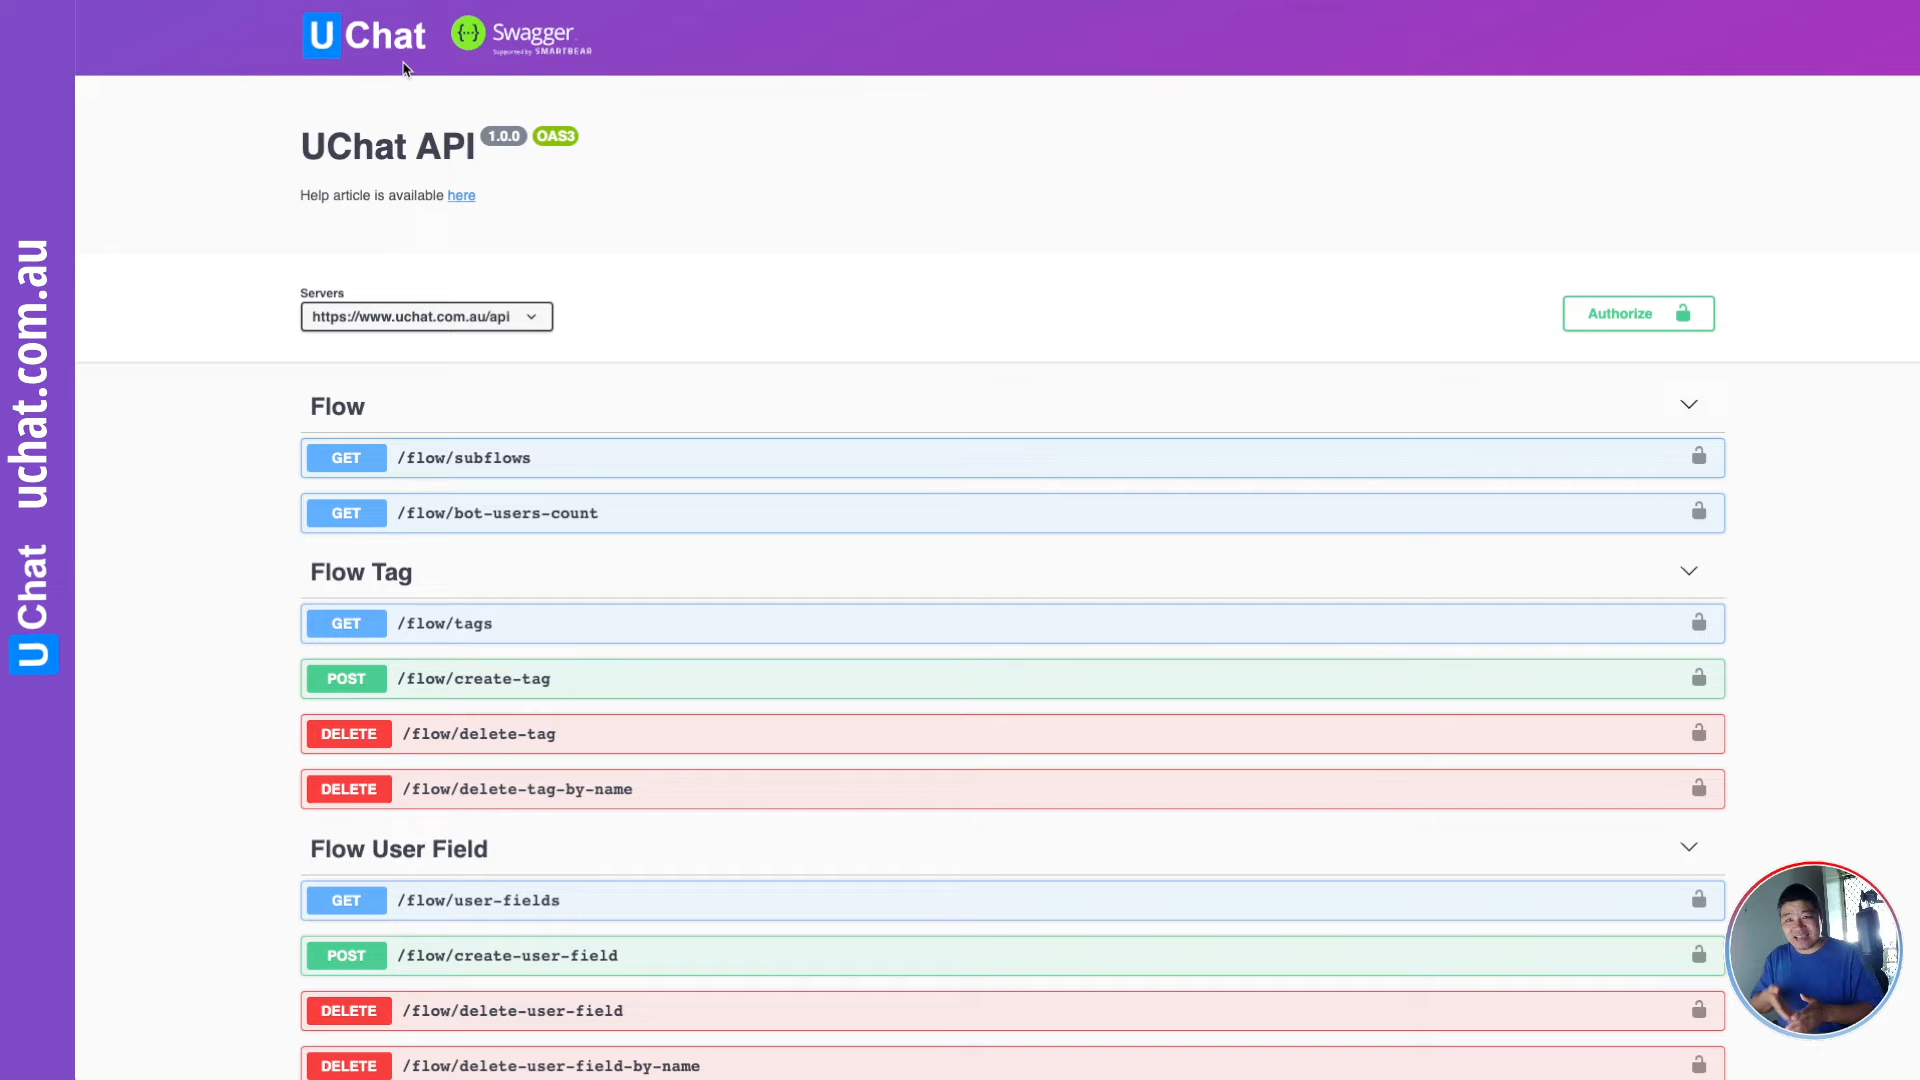 U Chat
{···} Swagger
Supported by SMARTBEAR
UChat API 1.0.0 OAS3
Help article is available here
Servers
https://www.uchat.com.au/api
Authorize
Flow
GET /flow/subflows
GET /flow/bot-users-count
Flow Tag
GET /flow/tags
POST /flow/create-tag
DELETE /flow/delete-tag
DELETE /flow/delete-tag-by-name
Flow User Field
GET /flow/user-fields
POST /flow/create-user-field
DELETE /flow/delete-user-field
DELETE /flow/delete-user-field-by-name
U Chat uchat.com.au